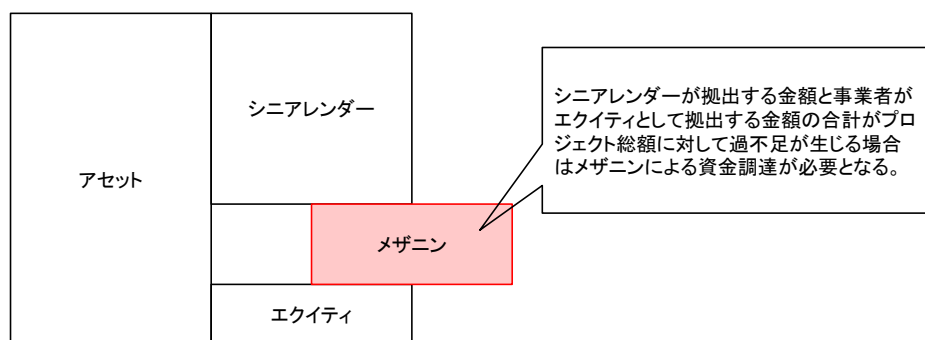 アセット
シニアレンダー
メザニン
エクイティ
シニアレンダーが拠出する金額と事業者が
エクイティとして拠出する金額の合計がプロ
ジェクト総額に対して過不足が生じる場合
はメザニンによる資金調達が必要となる。